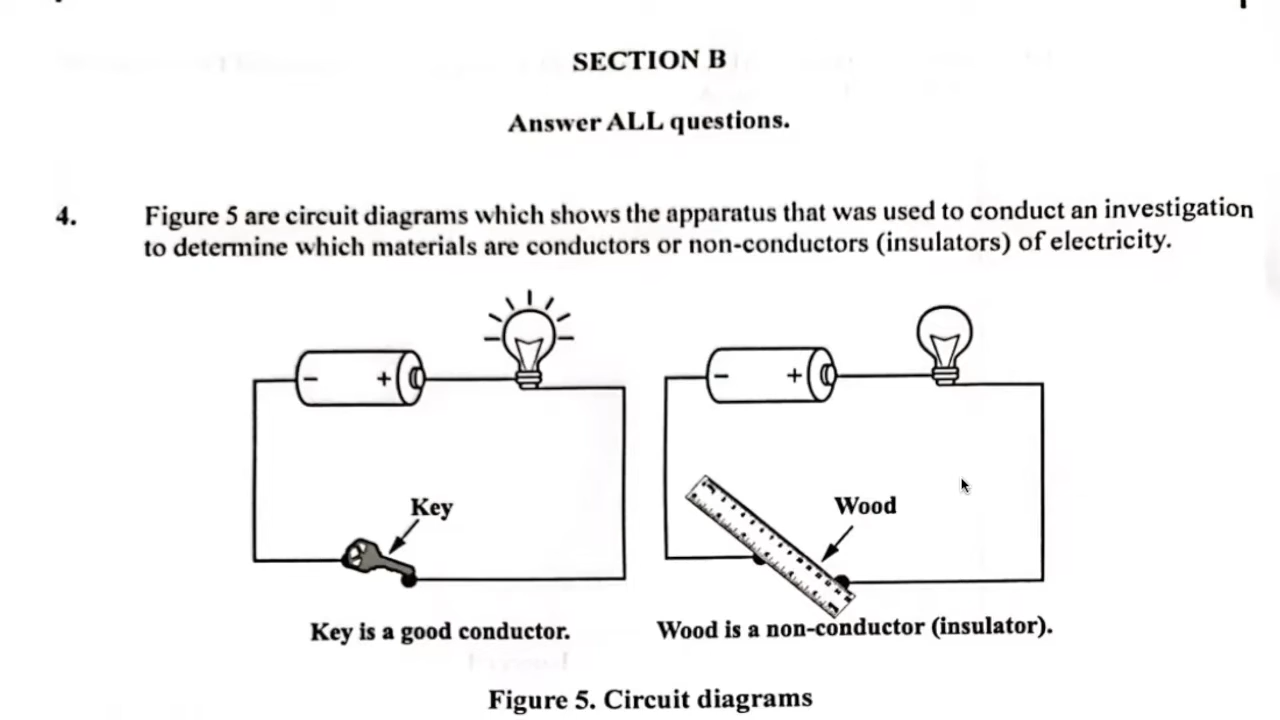 SECTION B
Answer ALL questions.
4. Figure 5 are circuit diagrams which shows the apparatus that was used to conduct an investigation
to determine which materials are conductors or non-conductors (insulators) of electricity.
- + - +
Key Wood
Key is a good conductor. Wood is a non-conductor (insulator).
Figure 5. Circuit diagrams